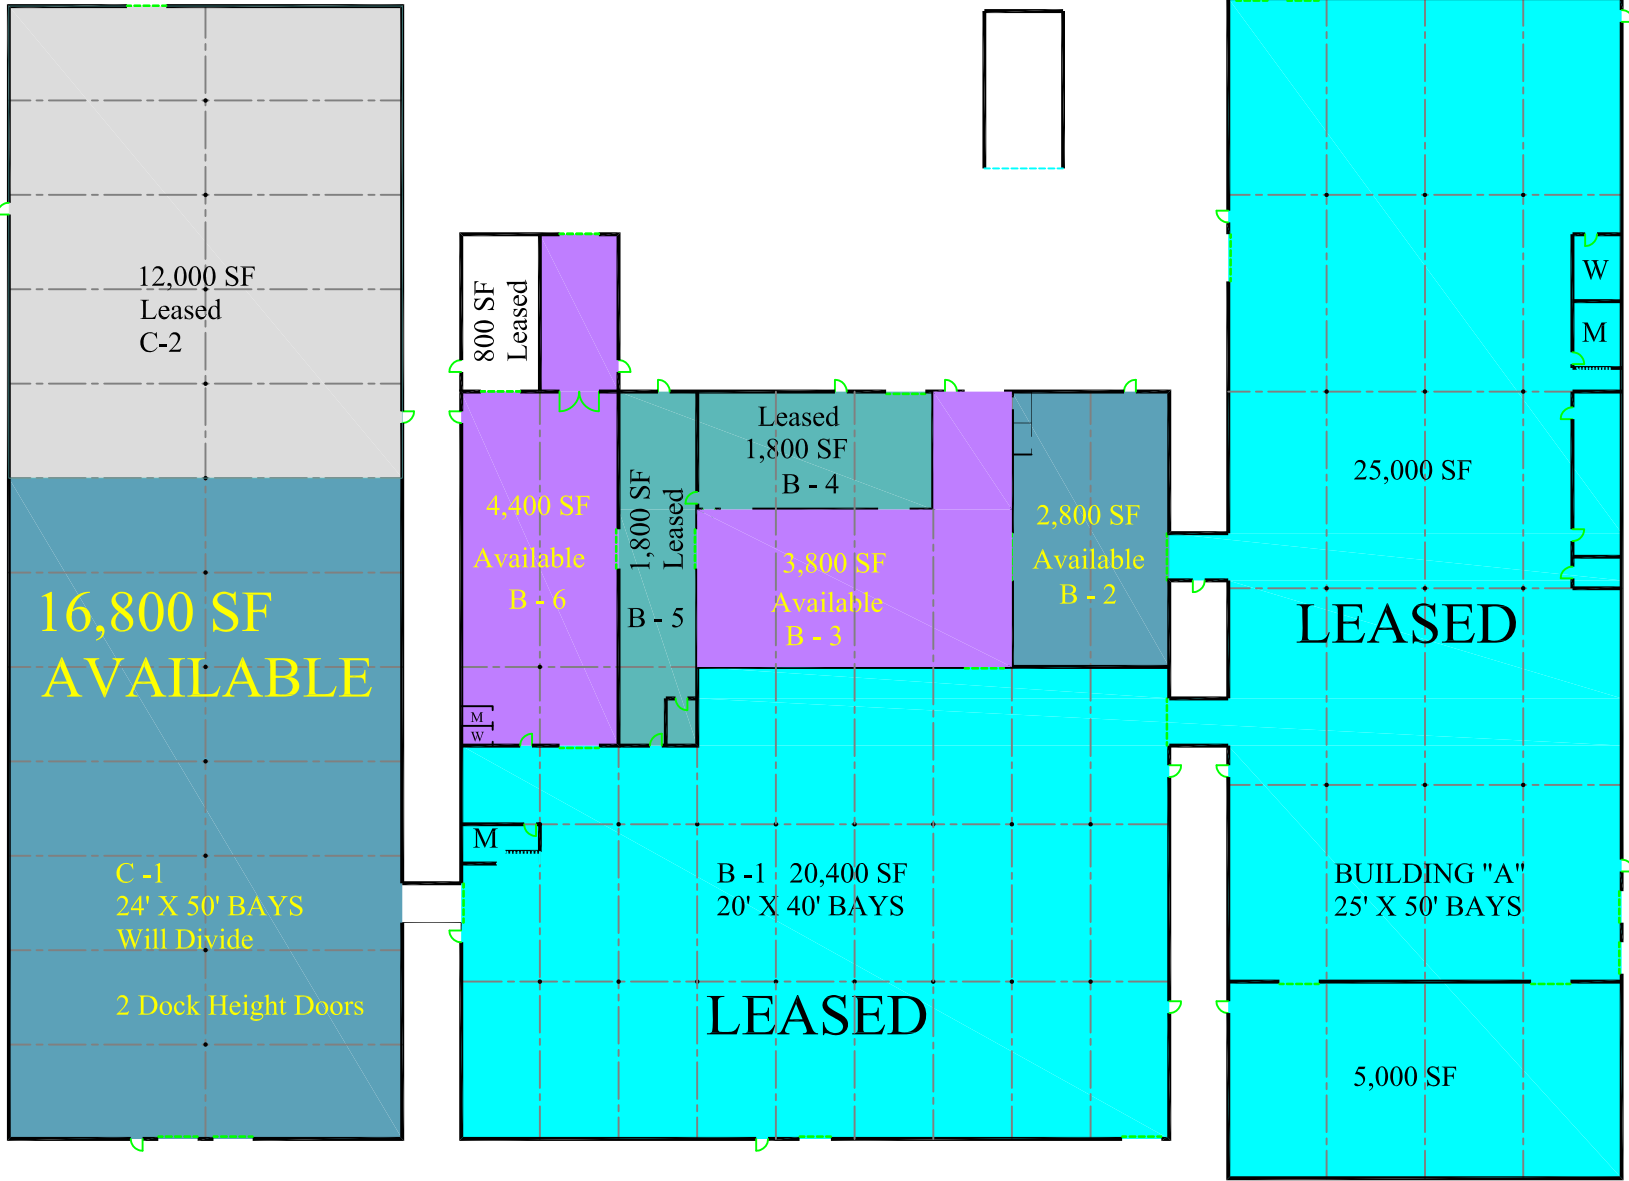 12,000 SF
Leased
C-2
16,800 SF
AVAILABLE
C -1
24' X 50' BAYS
Will Divide
2 Dock Height Doors
800 SF
Leased
4,400 SF
Available
B - 6
M
W
1,800 SF
Leased
B - 5
Leased
1,800 SF
B - 4
3,800 SF
Available
B - 3
2,800 SF
Available
B - 2
M
B -1 20,400 SF
20' X 40' BAYS
LEASED
W
M
25,000 SF
LEASED
BUILDING "A"
25' X 50' BAYS
5,000 SF